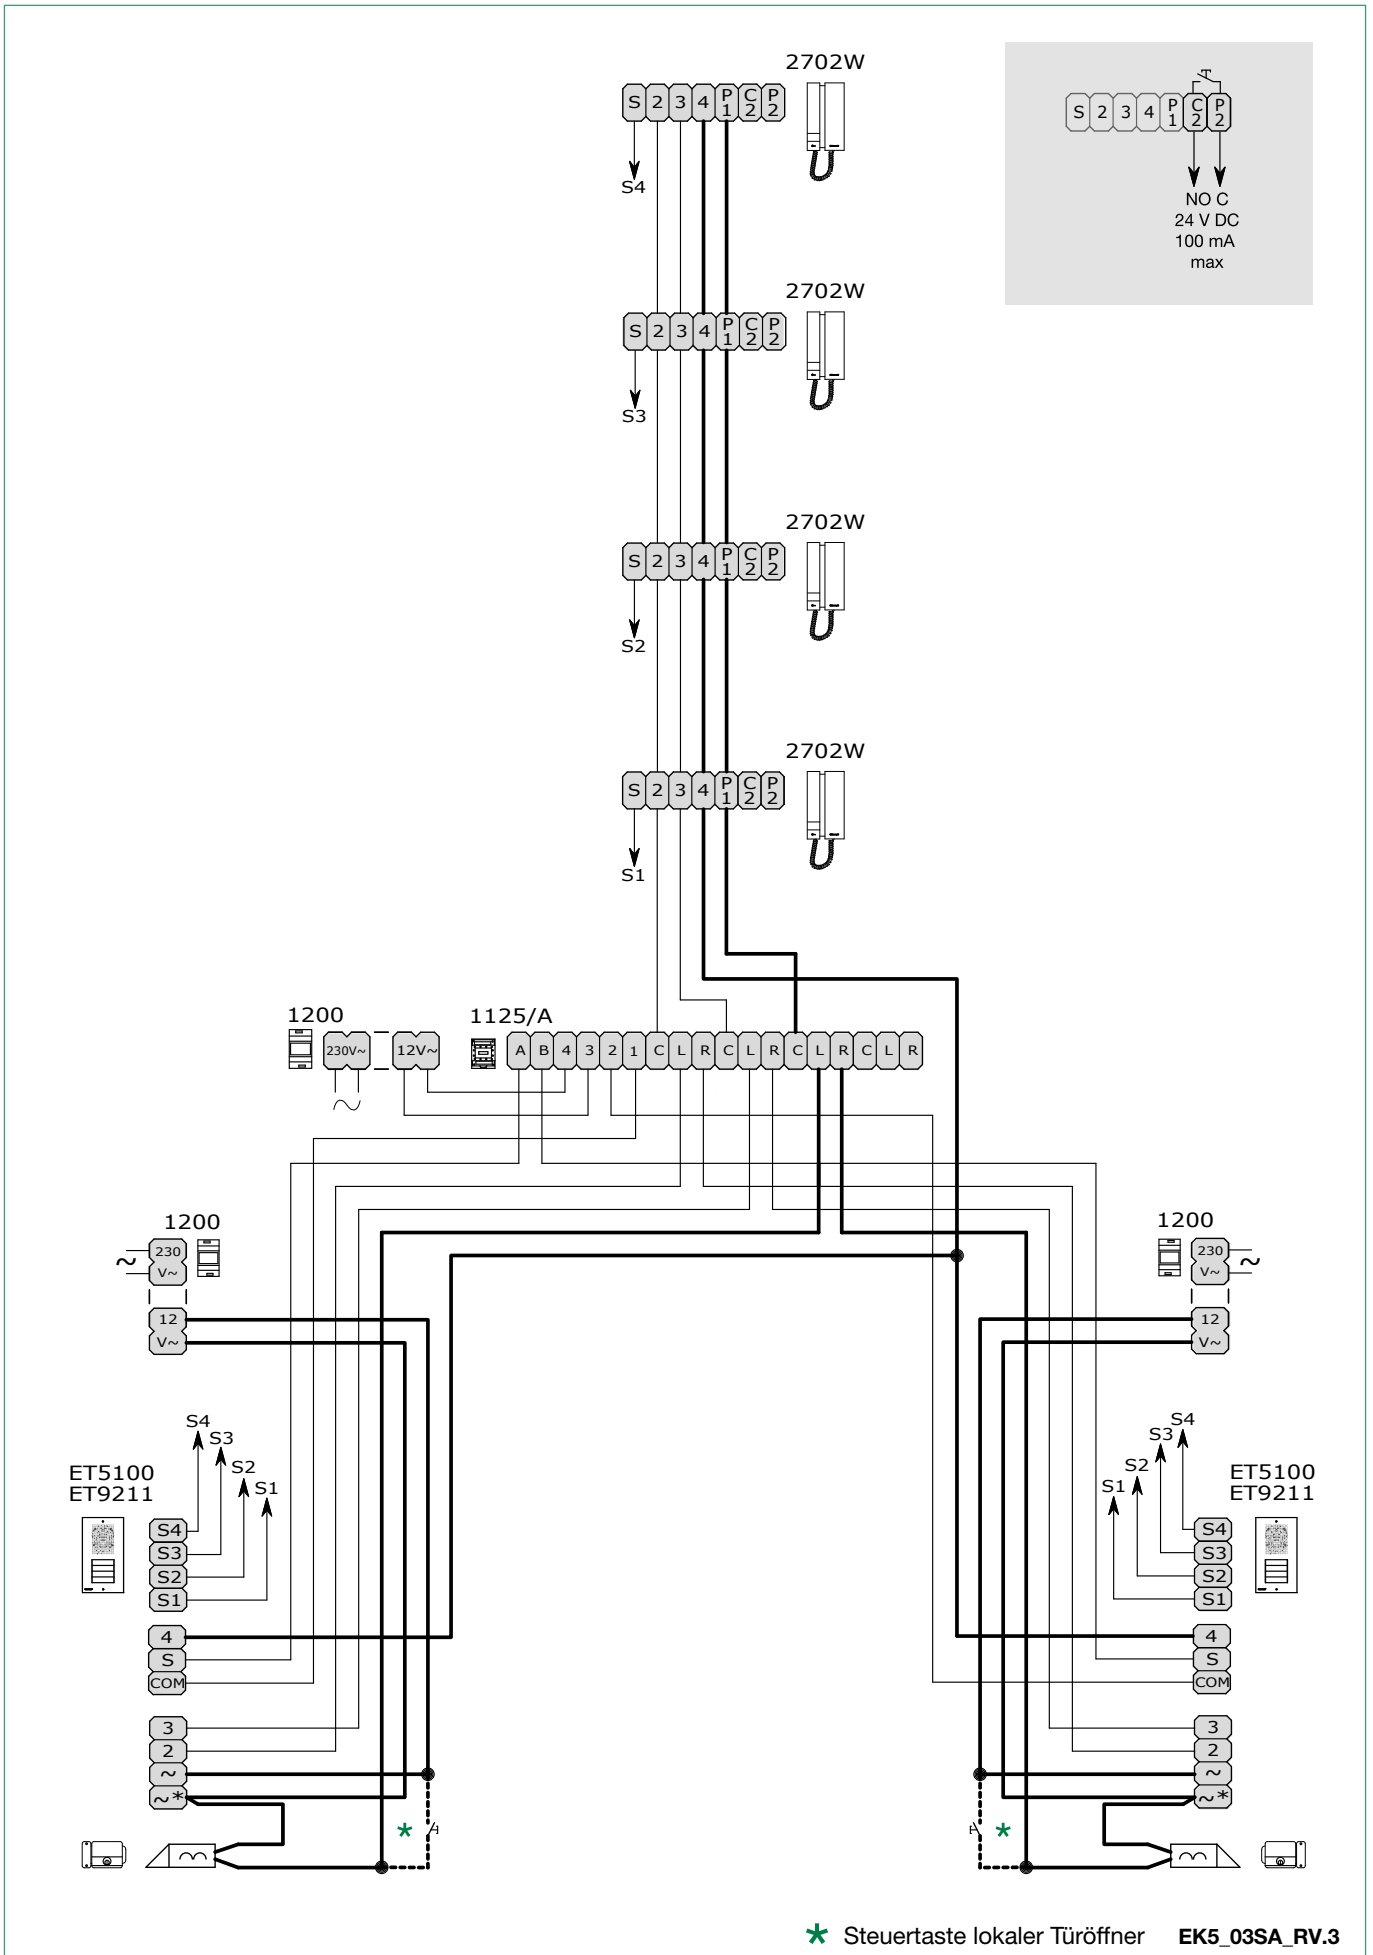 2702W
S 2 3 4 P1 C2 P2
S4
S 2 3 4 P1 C2 P2
NO C
24 V DC
100 mA
max
2702W
S 2 3 4 P1 C2 P2
S3
2702W
S 2 3 4 P1 C2 P2
S2
2702W
S 2 3 4 P1 C2 P2
S1
1200
230V~
12V~
1125/A
A B 4 3 2 1 C L R C L R C L R C L R
1200
230
V~
~
12
V~
1200
230
V~
~
12
V~
S4
S3
S2
S1
ET5100
ET9211
S4
S3
S2
S1
4
S
COM
3
2
~
~*
*
S4
S3
S2
S1
ET5100
ET9211
S4
S3
S2
S1
4
S
COM
3
2
~
~*
*
* Steuertaste lokaler Türöffner EK5_03SA_RV.3